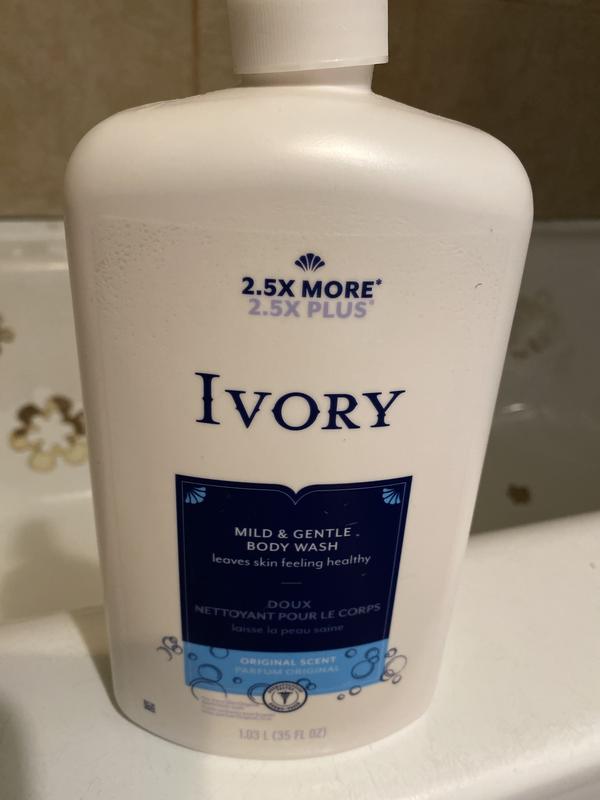 2.5X MORE*
2.5X PLUS*
IVORY
MILD & GENTLE
BODY WASH
leaves skin feeling healthy
DOUX
NETTOYANT POUR LE CORPS
laisse la peau saine
ORIGINAL SCENT
PARFUM ORIGINAL
1.03 L (35 FL OZ)